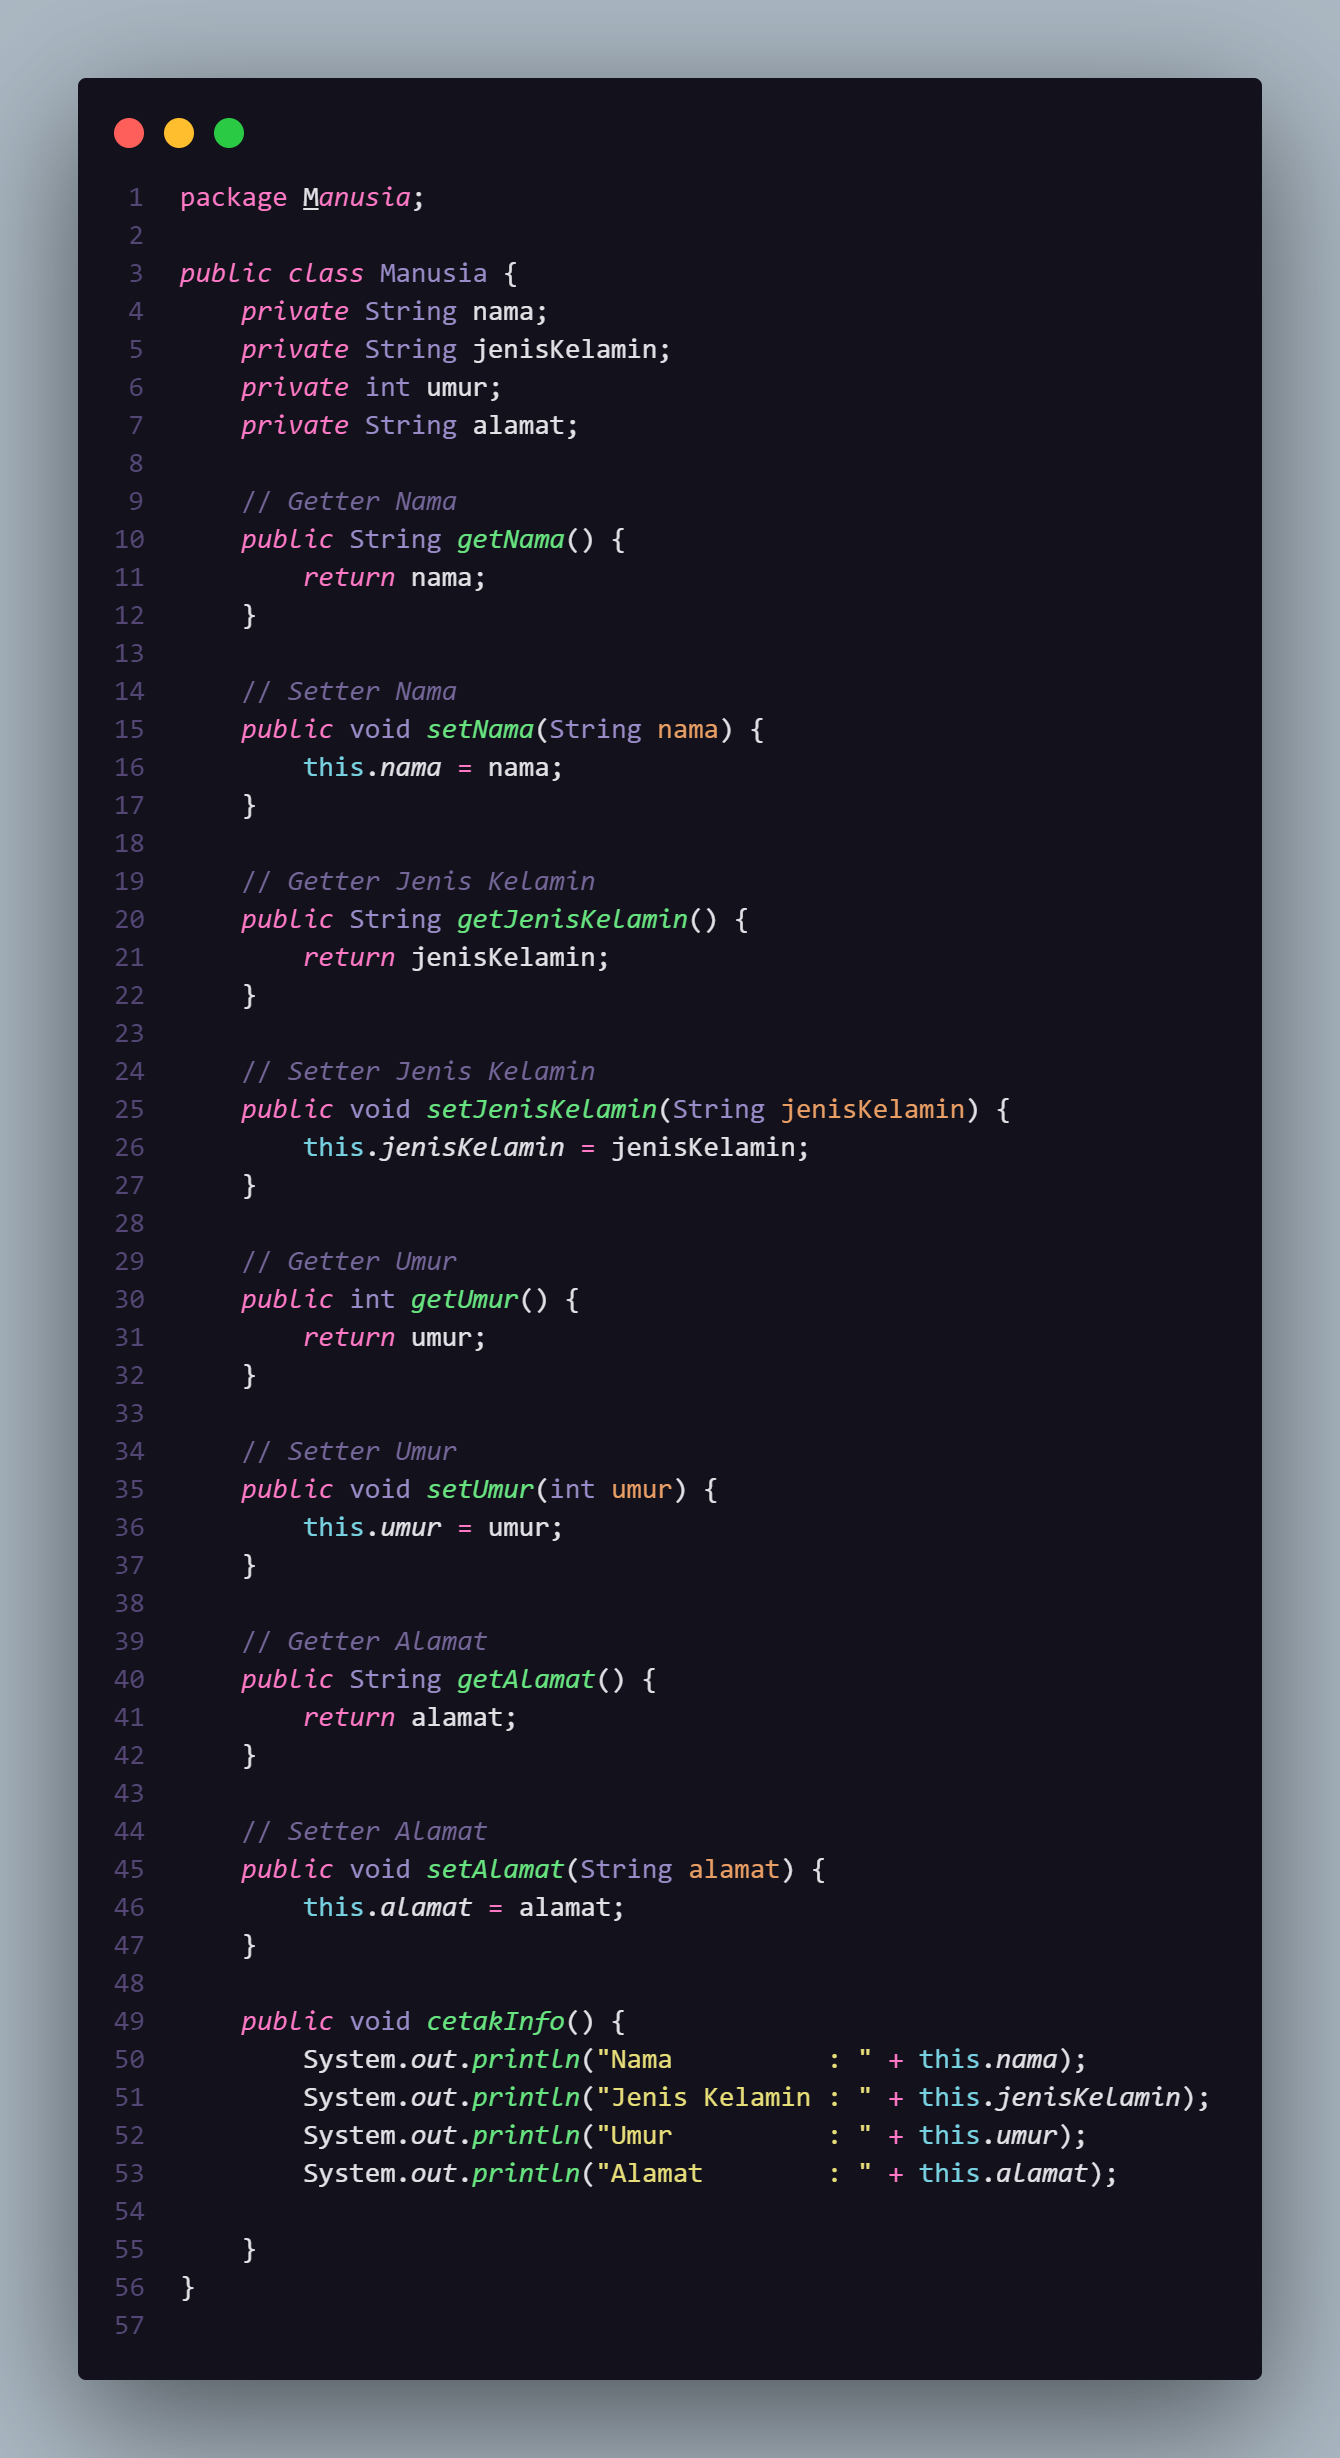 1 package Manusia;
2
3 public class Manusia {
4     private String nama;
5     private String jenisKelamin;
6     private int umur;
7     private String alamat;
8
9     // Getter Nama
10     public String getNama() {
11         return nama;
12     }
13
14     // Setter Nama
15     public void setNama(String nama) {
16         this.nama = nama;
17     }
18
19     // Getter Jenis Kelamin
20     public String getJenisKelamin() {
21         return jenisKelamin;
22     }
23
24     // Setter Jenis Kelamin
25     public void setJenisKelamin(String jenisKelamin) {
26         this.jenisKelamin = jenisKelamin;
27     }
28
29     // Getter Umur
30     public int getUmur() {
31         return umur;
32     }
33
34     // Setter Umur
35     public void setUmur(int umur) {
36         this.umur = umur;
37     }
38
39     // Getter Alamat
40     public String getAlamat() {
41         return alamat;
42     }
43
44     // Setter Alamat
45     public void setAlamat(String alamat) {
46         this.alamat = alamat;
47     }
48
49     public void cetakInfo() {
50         System.out.println("Nama          : " + this.nama);
51         System.out.println("Jenis Kelamin : " + this.jenisKelamin);
52         System.out.println("Umur          : " + this.umur);
53         System.out.println("Alamat        : " + this.alamat);
54
55     }
56 }
57